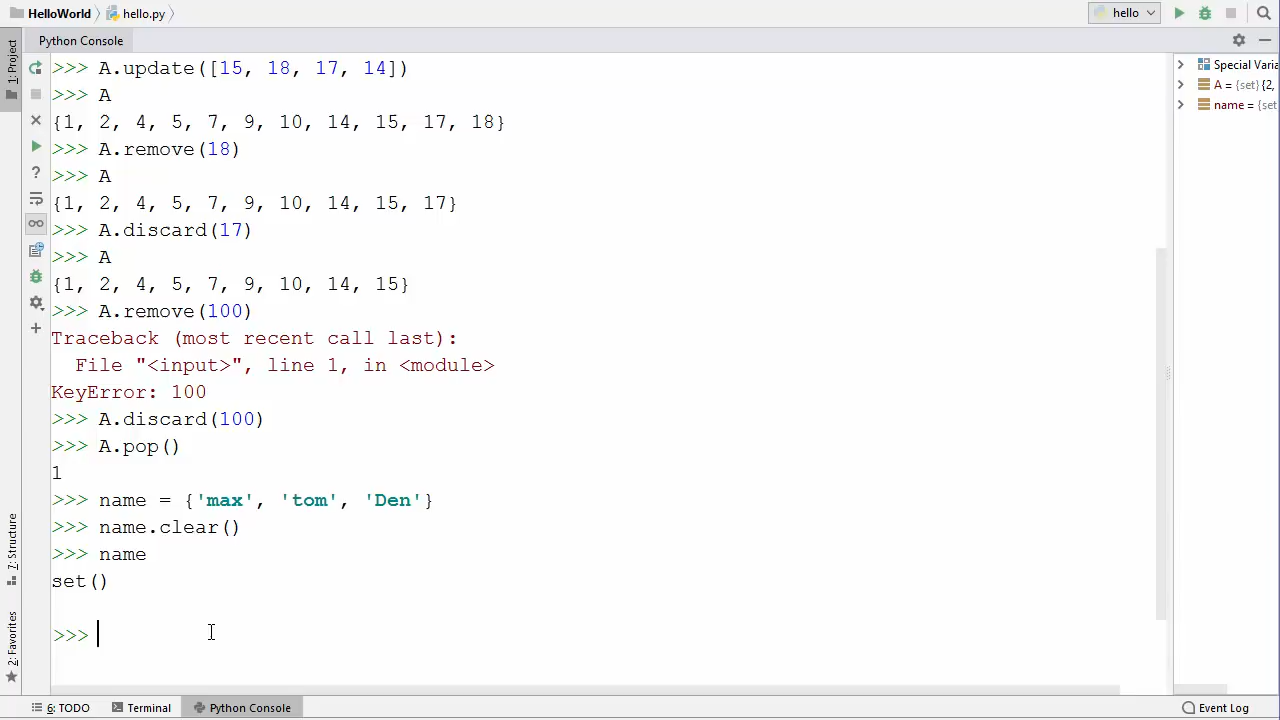 HelloWorld hello.py hello
Python Console
1: Project
>>> A.update([15, 18, 17, 14])
>>> A
{1, 2, 4, 5, 7, 9, 10, 14, 15, 17, 18}
>>> A.remove(18)
>>> A
{1, 2, 4, 5, 7, 9, 10, 14, 15, 17}
>>> A.discard(17)
>>> A
{1, 2, 4, 5, 7, 9, 10, 14, 15}
>>> A.remove(100)
Traceback (most recent call last):
  File "<input>", line 1, in <module>
KeyError: 100
>>> A.discard(100)
>>> A.pop()
1
>>> name = {'max', 'tom', 'Den'}
>>> name.clear()
>>> name
set()
>>>
Special Varia
A = {set} {2,
name = {set
7: Structure
2: Favorites
6: TODO Terminal Python Console Event Log